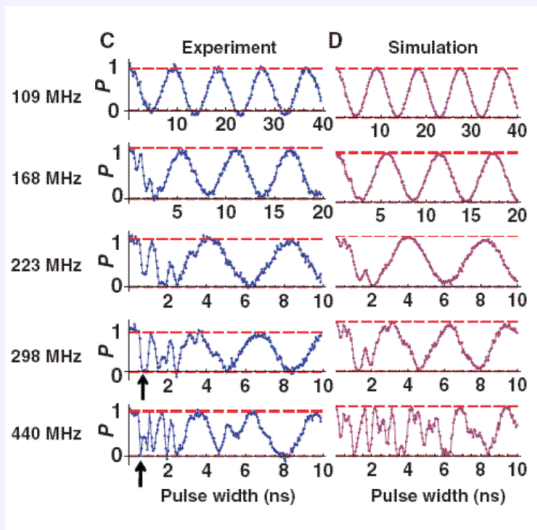 C Experiment D Simulation
109 MHz
P
1
0
10 20 30 40
10 20 30 40
168 MHz
P
1
0
5 10 15 20
5 10 15 20
223 MHz
P
1
0
2 4 6 8 10
2 4 6 8 10
298 MHz
P
1
0
2 4 6 8 10
2 4 6 8 10
440 MHz
P
1
0
2 4 6 8 10
2 4 6 8 10
Pulse width (ns) Pulse width (ns)